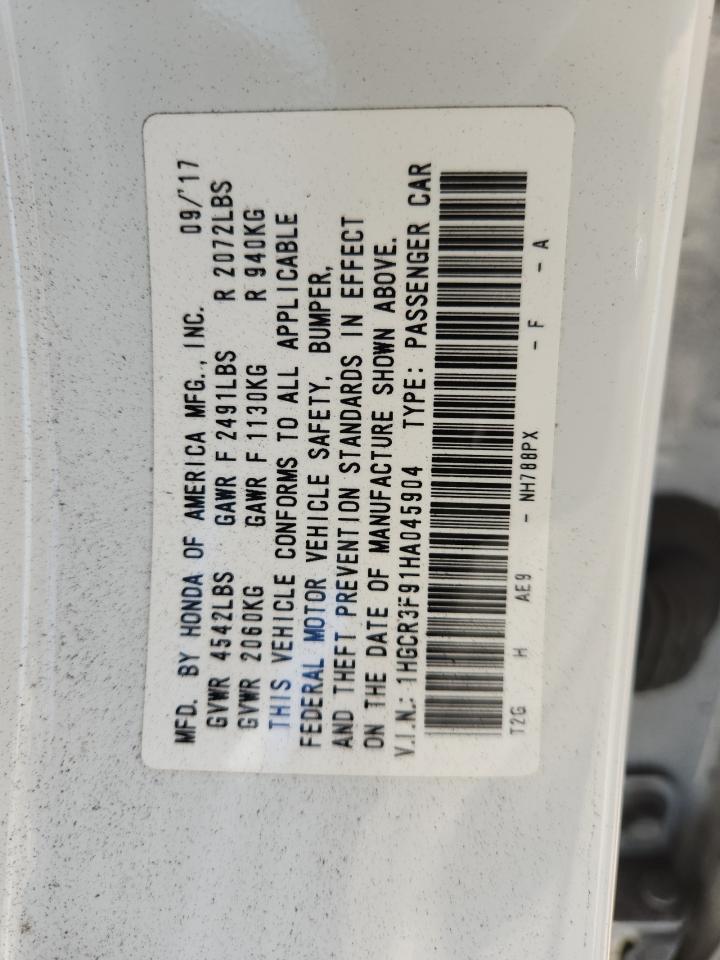 MFD. BY HONDA OF AMERICA MFG., INC. 09/'17
GVWR 4542LBS GAWR F 2491LBS R 2072LBS
GVWR 2060KG GAWR F 1130KG R 940KG
THIS VEHICLE CONFORMS TO ALL APPLICABLE
FEDERAL MOTOR VEHICLE SAFETY, BUMPER,
AND THEFT PREVENTION STANDARDS IN EFFECT
ON THE DATE OF MANUFACTURE SHOWN ABOVE.
V.I.N.: 1HGCR3F91HA045904 TYPE: PASSENGER CAR
T2G H AE9 - NH788PX - F - A